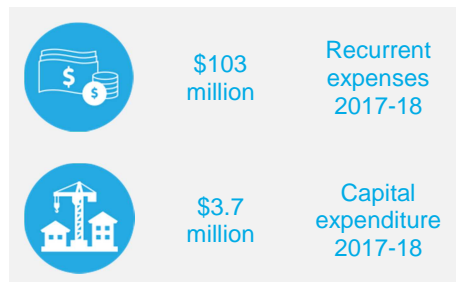 $103
million
Recurrent
expenses
2017-18
$3.7
million
Capital
expenditure
2017-18